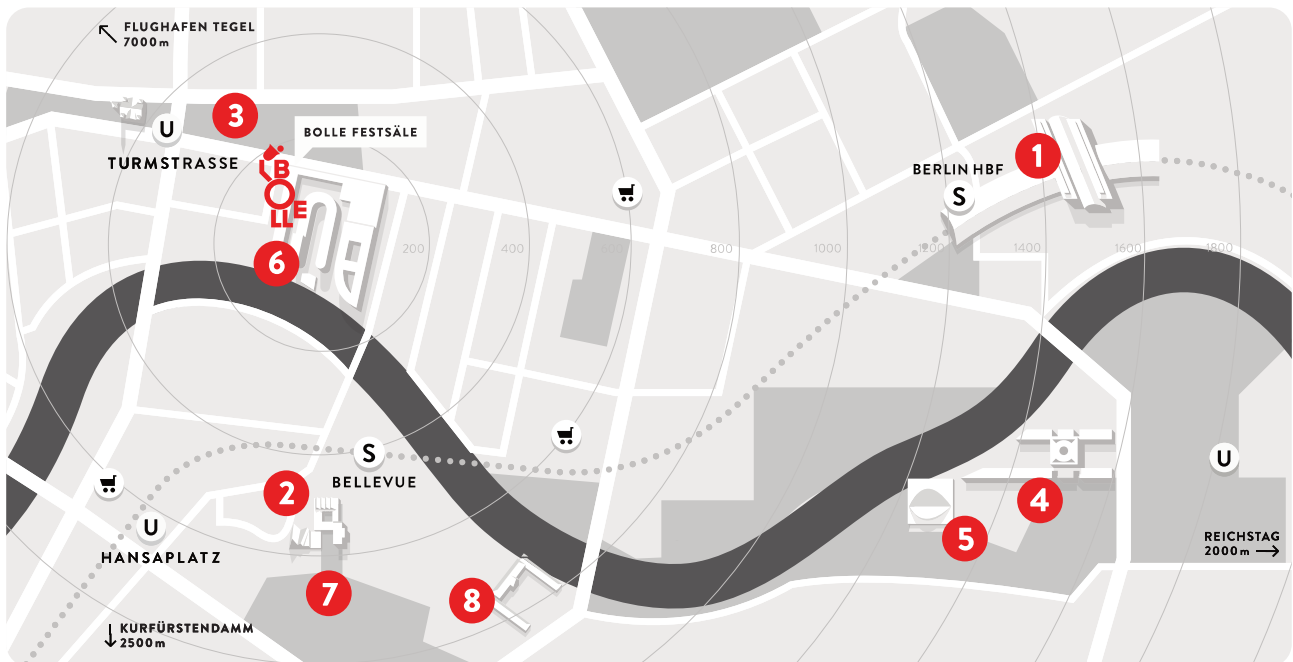 FLUGHAFEN TEGEL
7000m
3
U
TURMSTRASSE
BOLLE FESTSÄLE
B
O
LLE
6
200
400
600
800
1000
1200
1400
1600
1800
1
BERLIN HBF
S
S
BELLEVUE
2
U
HANSAPLATZ
7
8
4
5
U
REICHSTAG
2000m
KURFÜRSTENDAMM
2500m